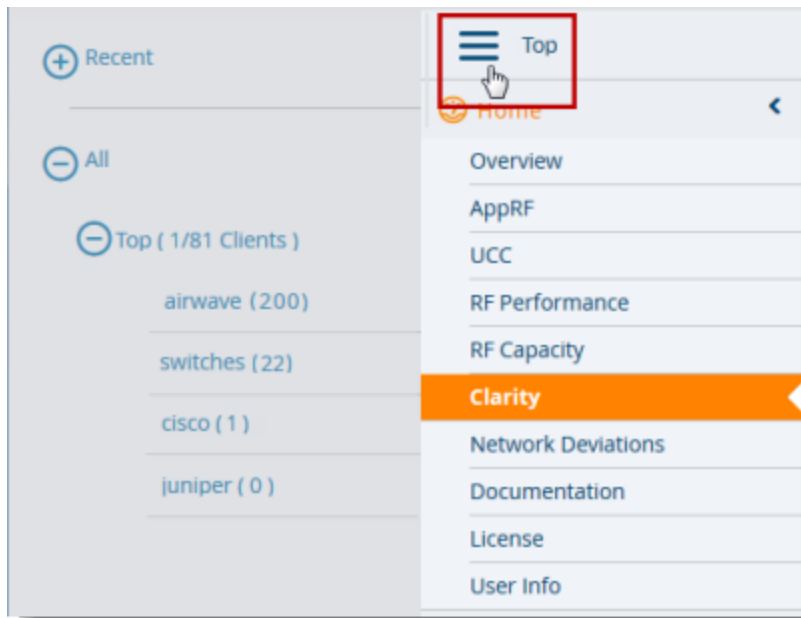 Recent
All
Top ( 1/81 Clients )
airwave (200)
switches (22)
cisco ( 1 )
juniper ( 0 )
Top
Home
Overview
AppRF
UCC
RF Performance
RF Capacity
Clarity
Network Deviations
Documentation
License
User Info